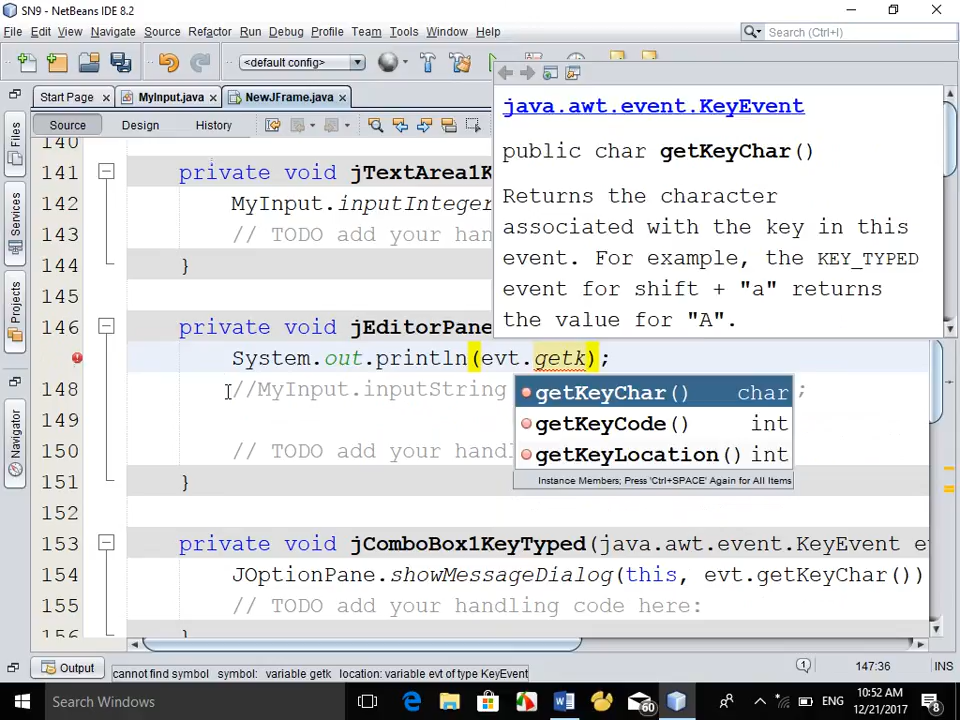 SN9 - NetBeans IDE 8.2
File Edit View Navigate Source Refactor Run Debug Profile Team Tools Window Help
Search (Ctrl+I)
<default config>
Start Page MyInput.java NewJFrame.java
Source Design History
Files
Services
Projects
Navigator
140
141 private void jTextArea1K
142 MyInput.inputInteger
143 // TODO add your han
144 }
145
146 private void jEditorPane
System.out.println(evt.getk);
148 //MyInput.inputString ;
149
150 // TODO add your handl
151 }
152
153 private void jComboBox1KeyTyped(java.awt.event.KeyEvent e
154 JOptionPane.showMessageDialog(this, evt.getKeyChar())
155 // TODO add your handling code here:
156 }
java.awt.event.KeyEvent
public char getKeyChar()
Returns the character
associated with the key in this
event. For example, the KEY_TYPED
event for shift + "a" returns
the value for "A".
getKeyChar() char
getKeyCode() int
getKeyLocation() int
Instance Members; Press 'Ctrl+SPACE' Again for All Items
Output
cannot find symbol symbol: variable getk location: variable evt of type KeyEvent
1
147:36 INS
Search Windows
W
60
ENG
10:52 AM
12/21/2017
8